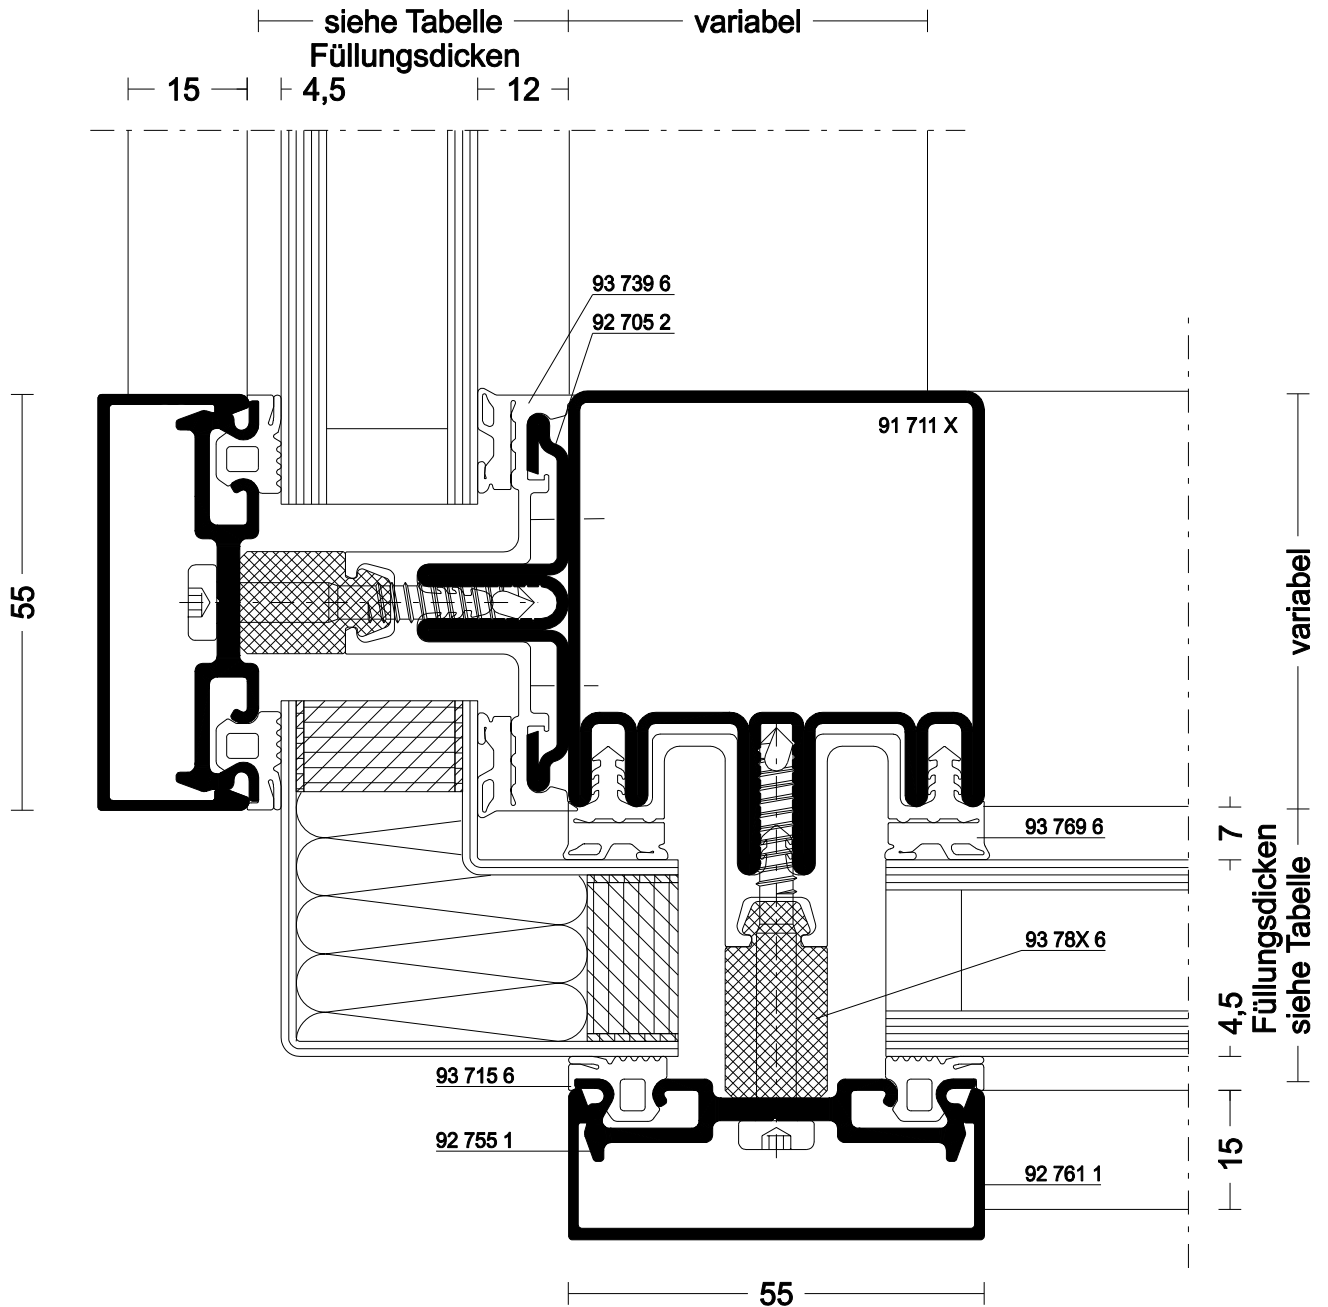 siehe Tabelle
Füllungsdicken
variabel
15
4,5
12
93 739 6
92 705 2
91 711 X
55
variabel
93 769 6
7
Füllungsdicken
siehe Tabelle
93 78X 6
4,5
93 715 6
92 755 1
15
92 761 1
55